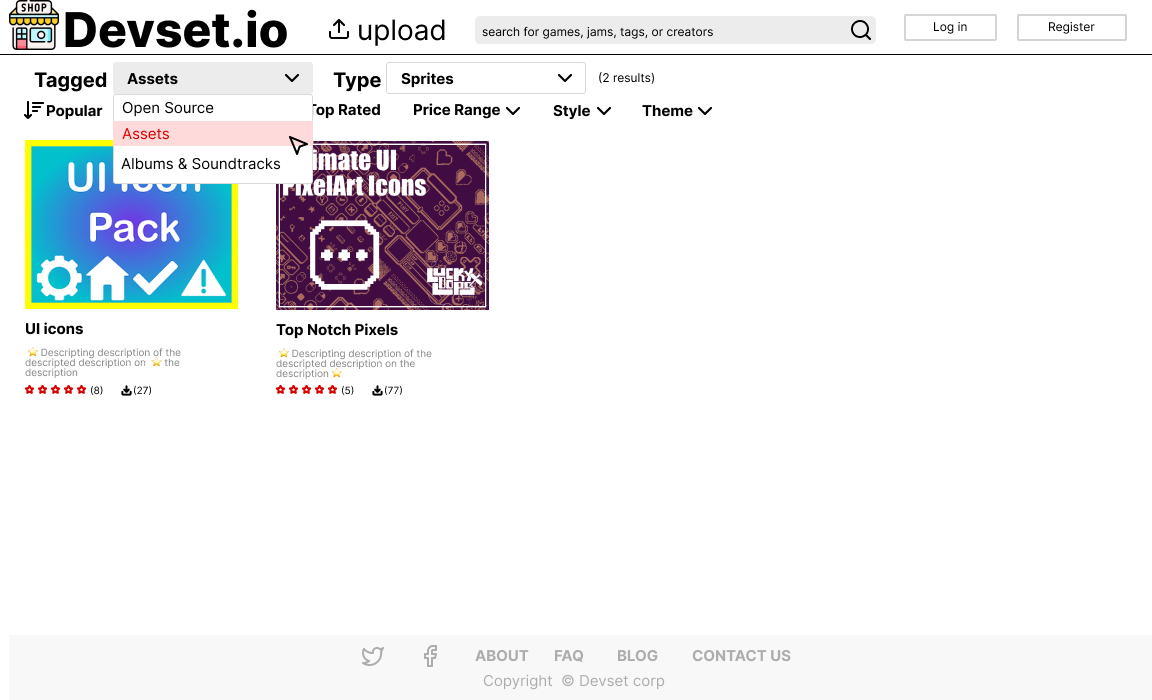 SHOP
Devset.io
upload
search for games, jams, tags, or creators
Log in
Register
Tagged
Assets
Type
Sprites
(2 results)
Popular
Top Rated
Price Range
Style
Theme
Open Source
Assets
Albums & Soundtracks
UI Icon
Pack
PixelArt Icons
UI icons
⭐ Descripting description of the
descripted description on ⭐ the
description
(8)
(27)
Top Notch Pixels
⭐ Descripting description of the
descripted description on the
description ⭐
(5)
(77)
ABOUT
FAQ
BLOG
CONTACT US
Copyright © Devset corp